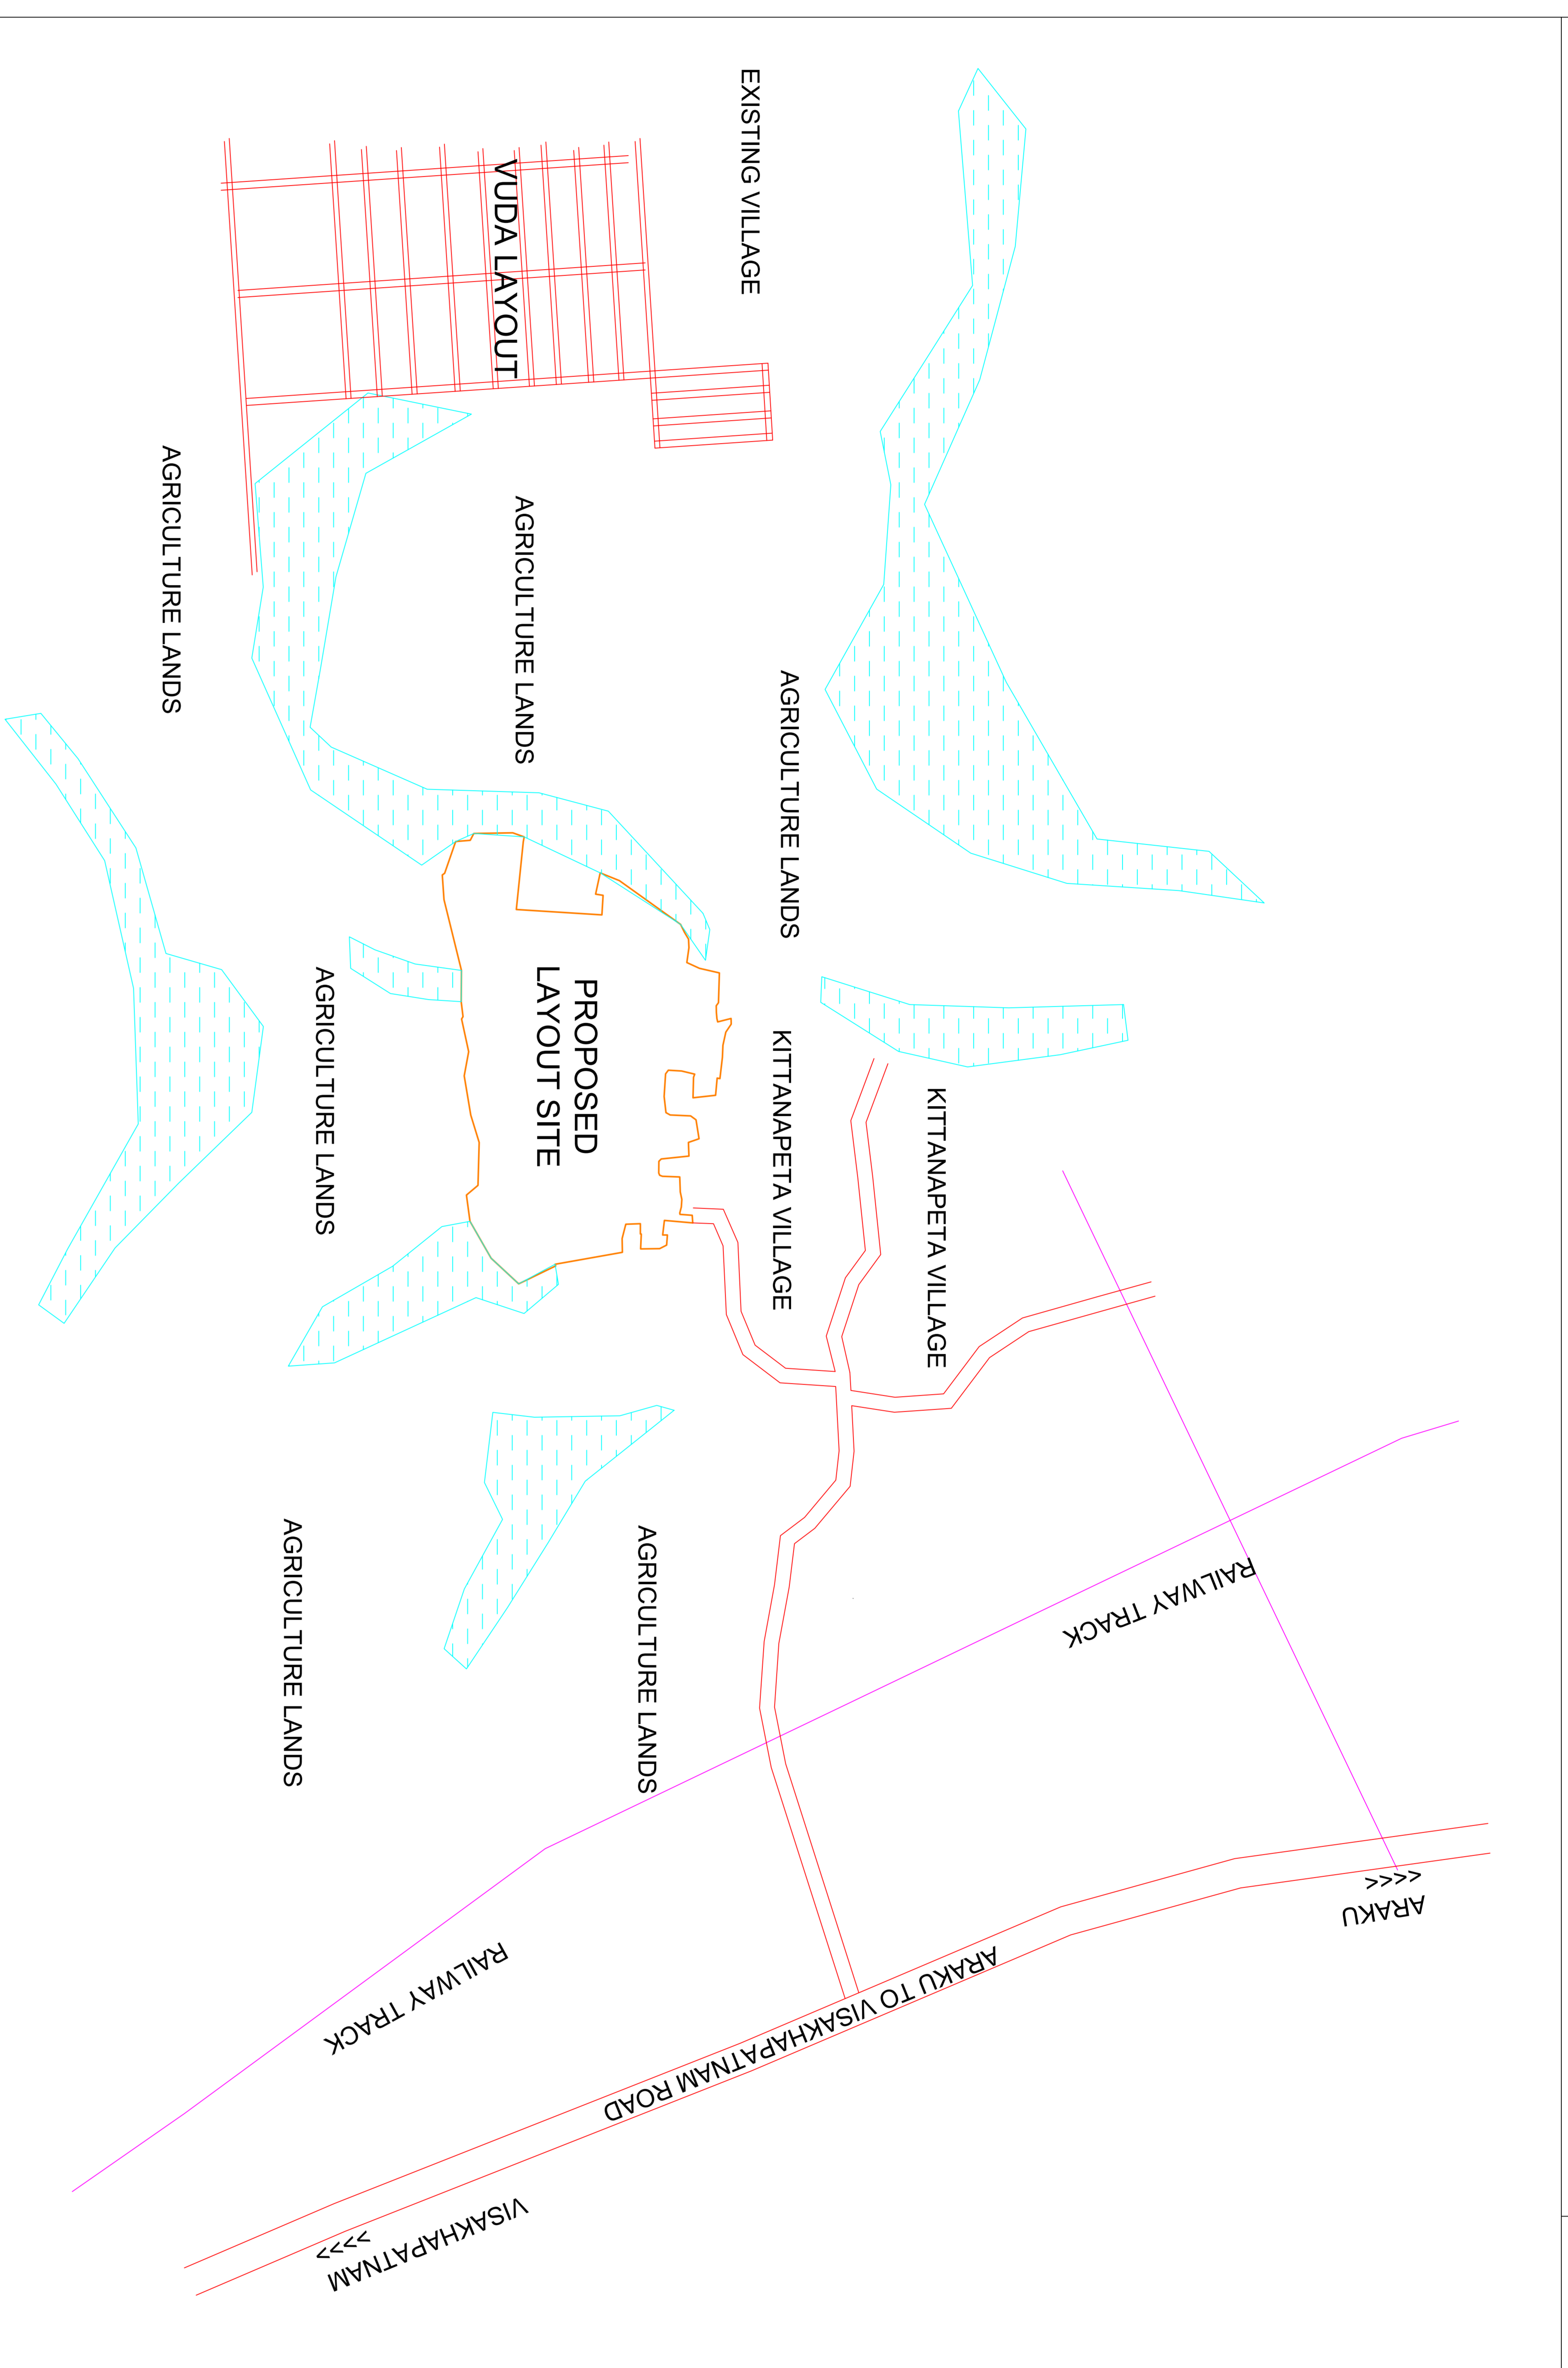 EXISTING VILLAGE
VUDA LAYOUT
AGRICULTURE LANDS
AGRICULTURE LANDS
AGRICULTURE LANDS
PROPOSED
LAYOUT SITE
AGRICULTURE LANDS
KITTANAPETA VILLAGE
KITTANAPETA VILLAGE
AGRICULTURE LANDS
AGRICULTURE LANDS
RAILWAY TRACK
RAILWAY TRACK
<<<<
ARAKU
ARAKU TO VISAKHAPATNAM ROAD
VISAKHAPATNAM
>>>>